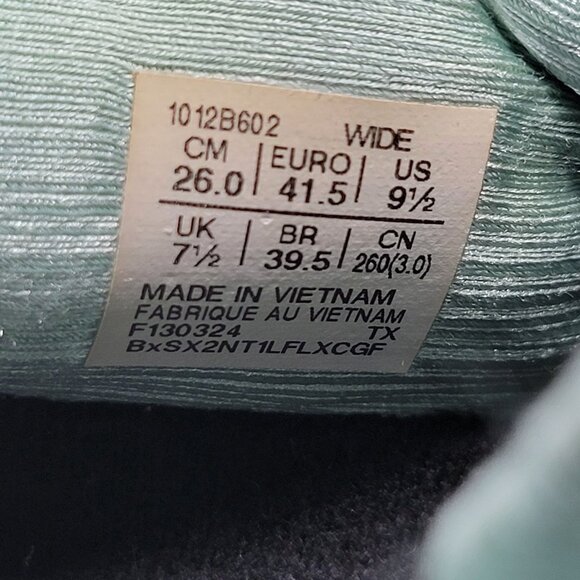 1012B602 WIDE
CM | EURO | US
26.0 | 41.5 | 9½
UK | BR | CN
7½ | 39.5 | 260(3.0)
MADE IN VIETNAM
FABRIQUE AU VIETNAM
F130324 TX
BxSX2NT1LFLXCGF